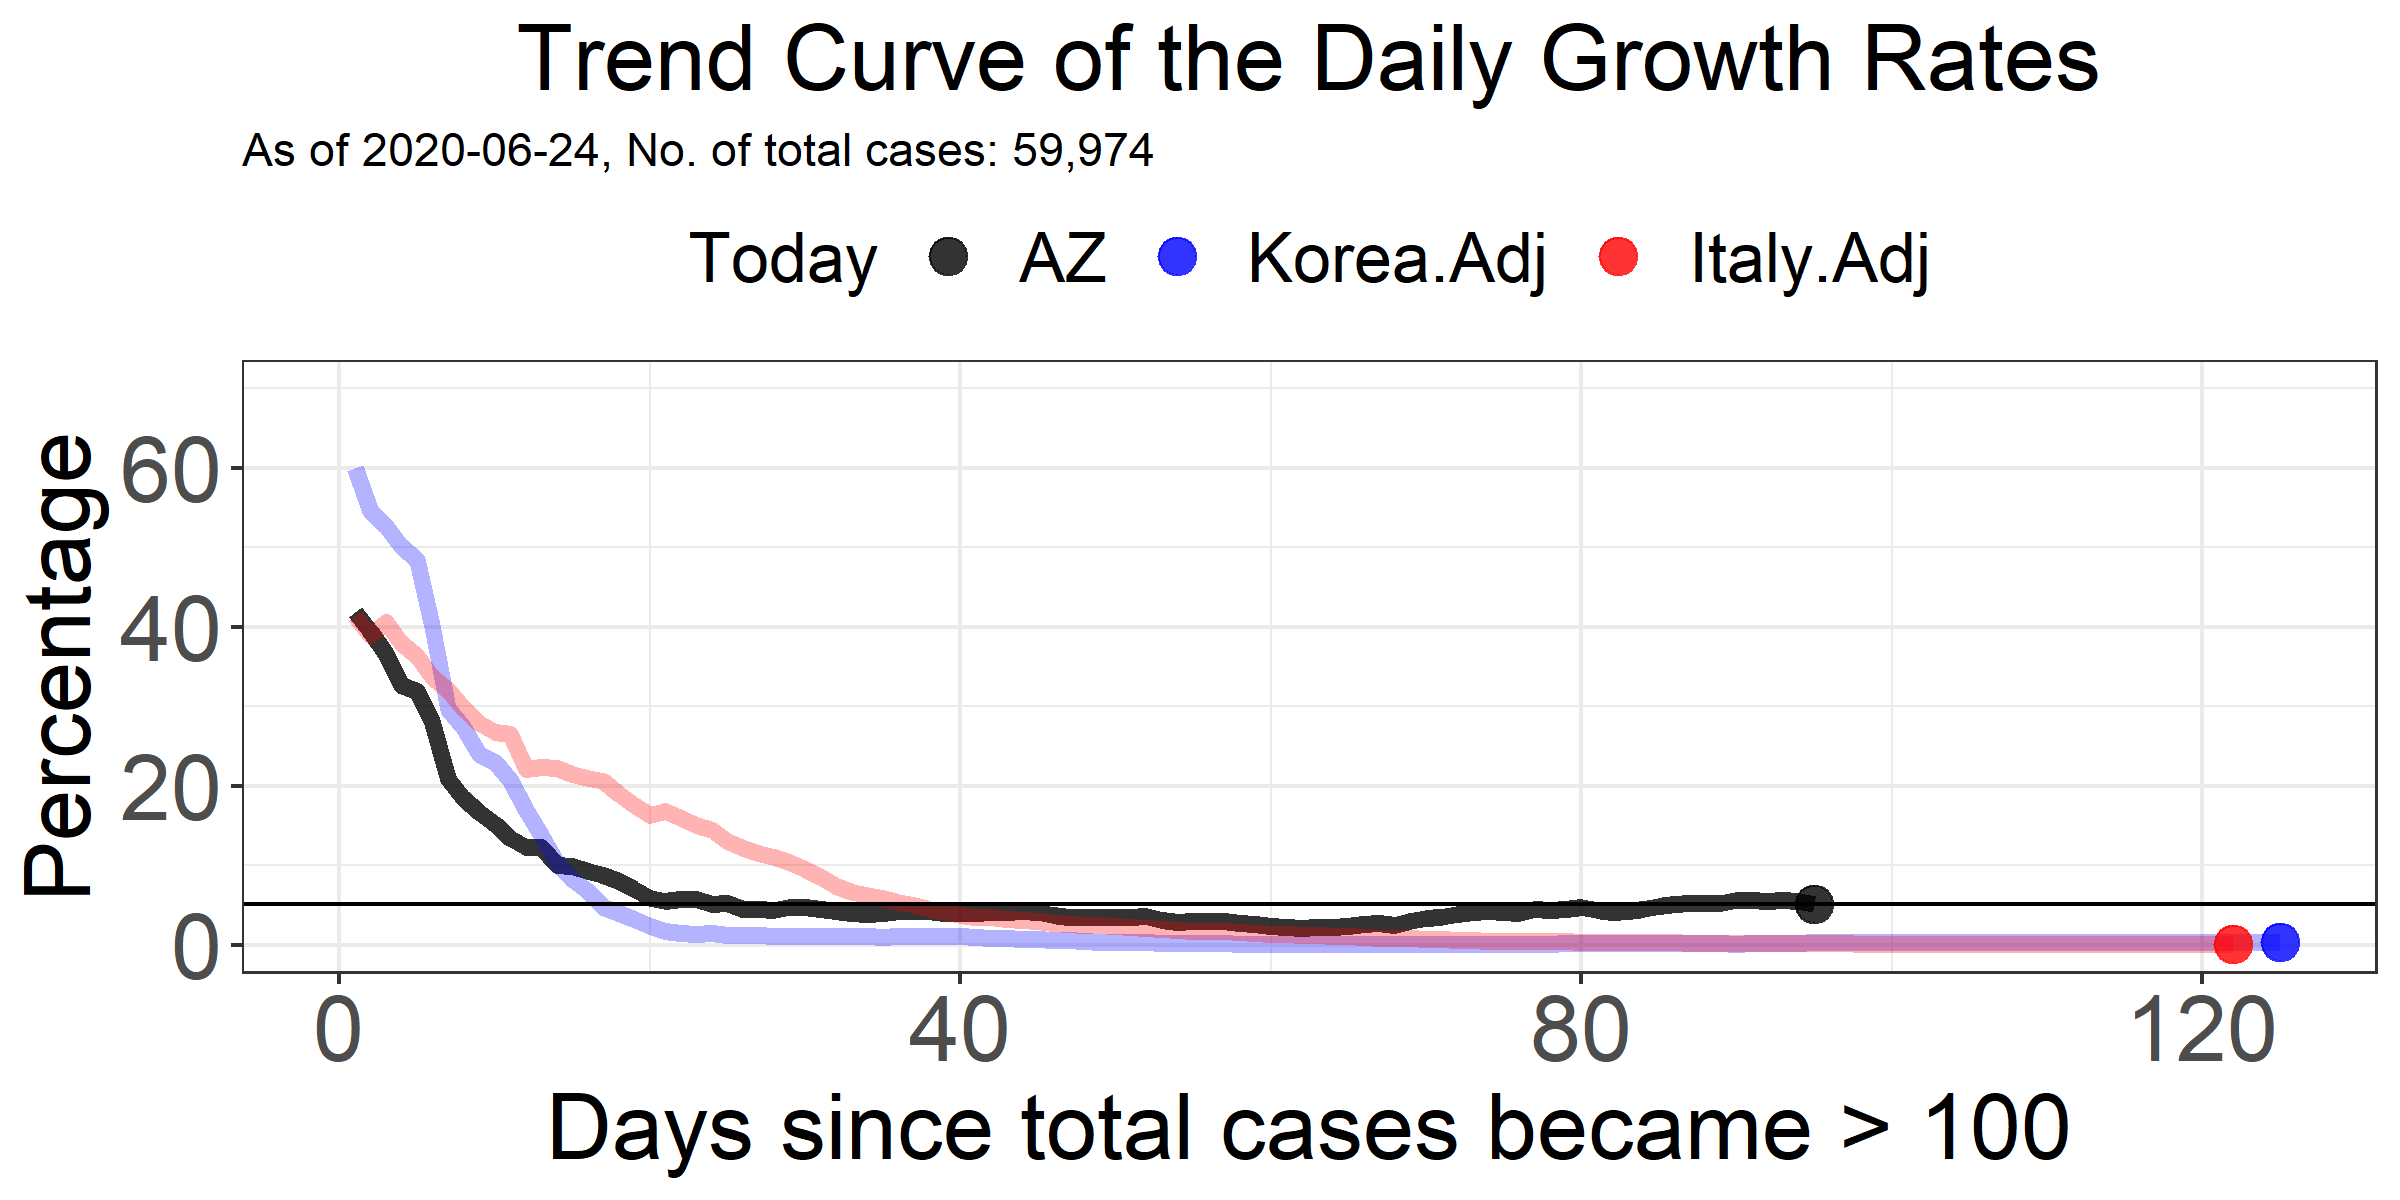 Trend Curve of the Daily Growth Rates
As of 2020-06-24, No. of total cases: 59,974
Today AZ Korea.Adj Italy.Adj
Percentage
60
40
20
0
0 40 80 120
Days since total cases became > 100